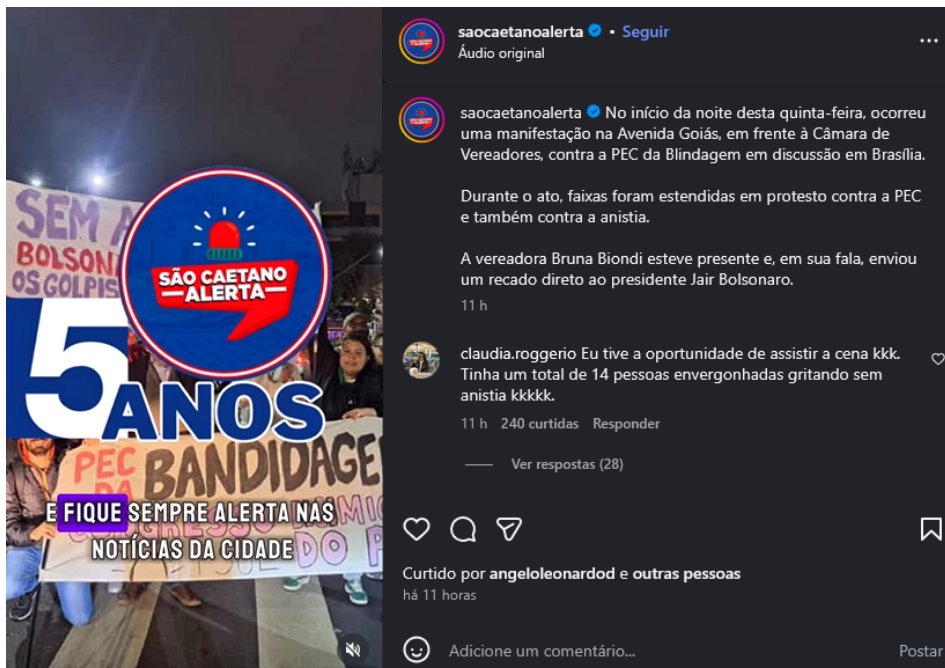 SEM A
BOLSONA
OS GOLPIS
SÃO CAETANO
ALERTA
5
ANOS
PEC
DA
BANDIDAGE
E FIQUE SEMPRE ALERTA NAS
NOTÍCIAS DA CIDADE
DO P
saocaetanoalerta • Seguir
Áudio original
saocaetanoalerta No início da noite desta quinta-feira, ocorreu
uma manifestação na Avenida Goiás, em frente à Câmara de
Vereadores, contra a PEC da Blindagem em discussão em Brasília.
Durante o ato, faixas foram estendidas em protesto contra a PEC
e também contra a anistia.
A vereadora Bruna Biondi esteve presente e, em sua fala, enviou
um recado direto ao presidente Jair Bolsonaro.
11 h
claudia.roggerio Eu tive a oportunidade de assistir a cena kkk.
Tinha um total de 14 pessoas envergonhadas gritando sem
anistia kkkkk.
11 h 240 curtidas Responder
Ver respostas (28)
Curtido por angeloleonardod e outras pessoas
há 11 horas
Adicione um comentário...
Postar